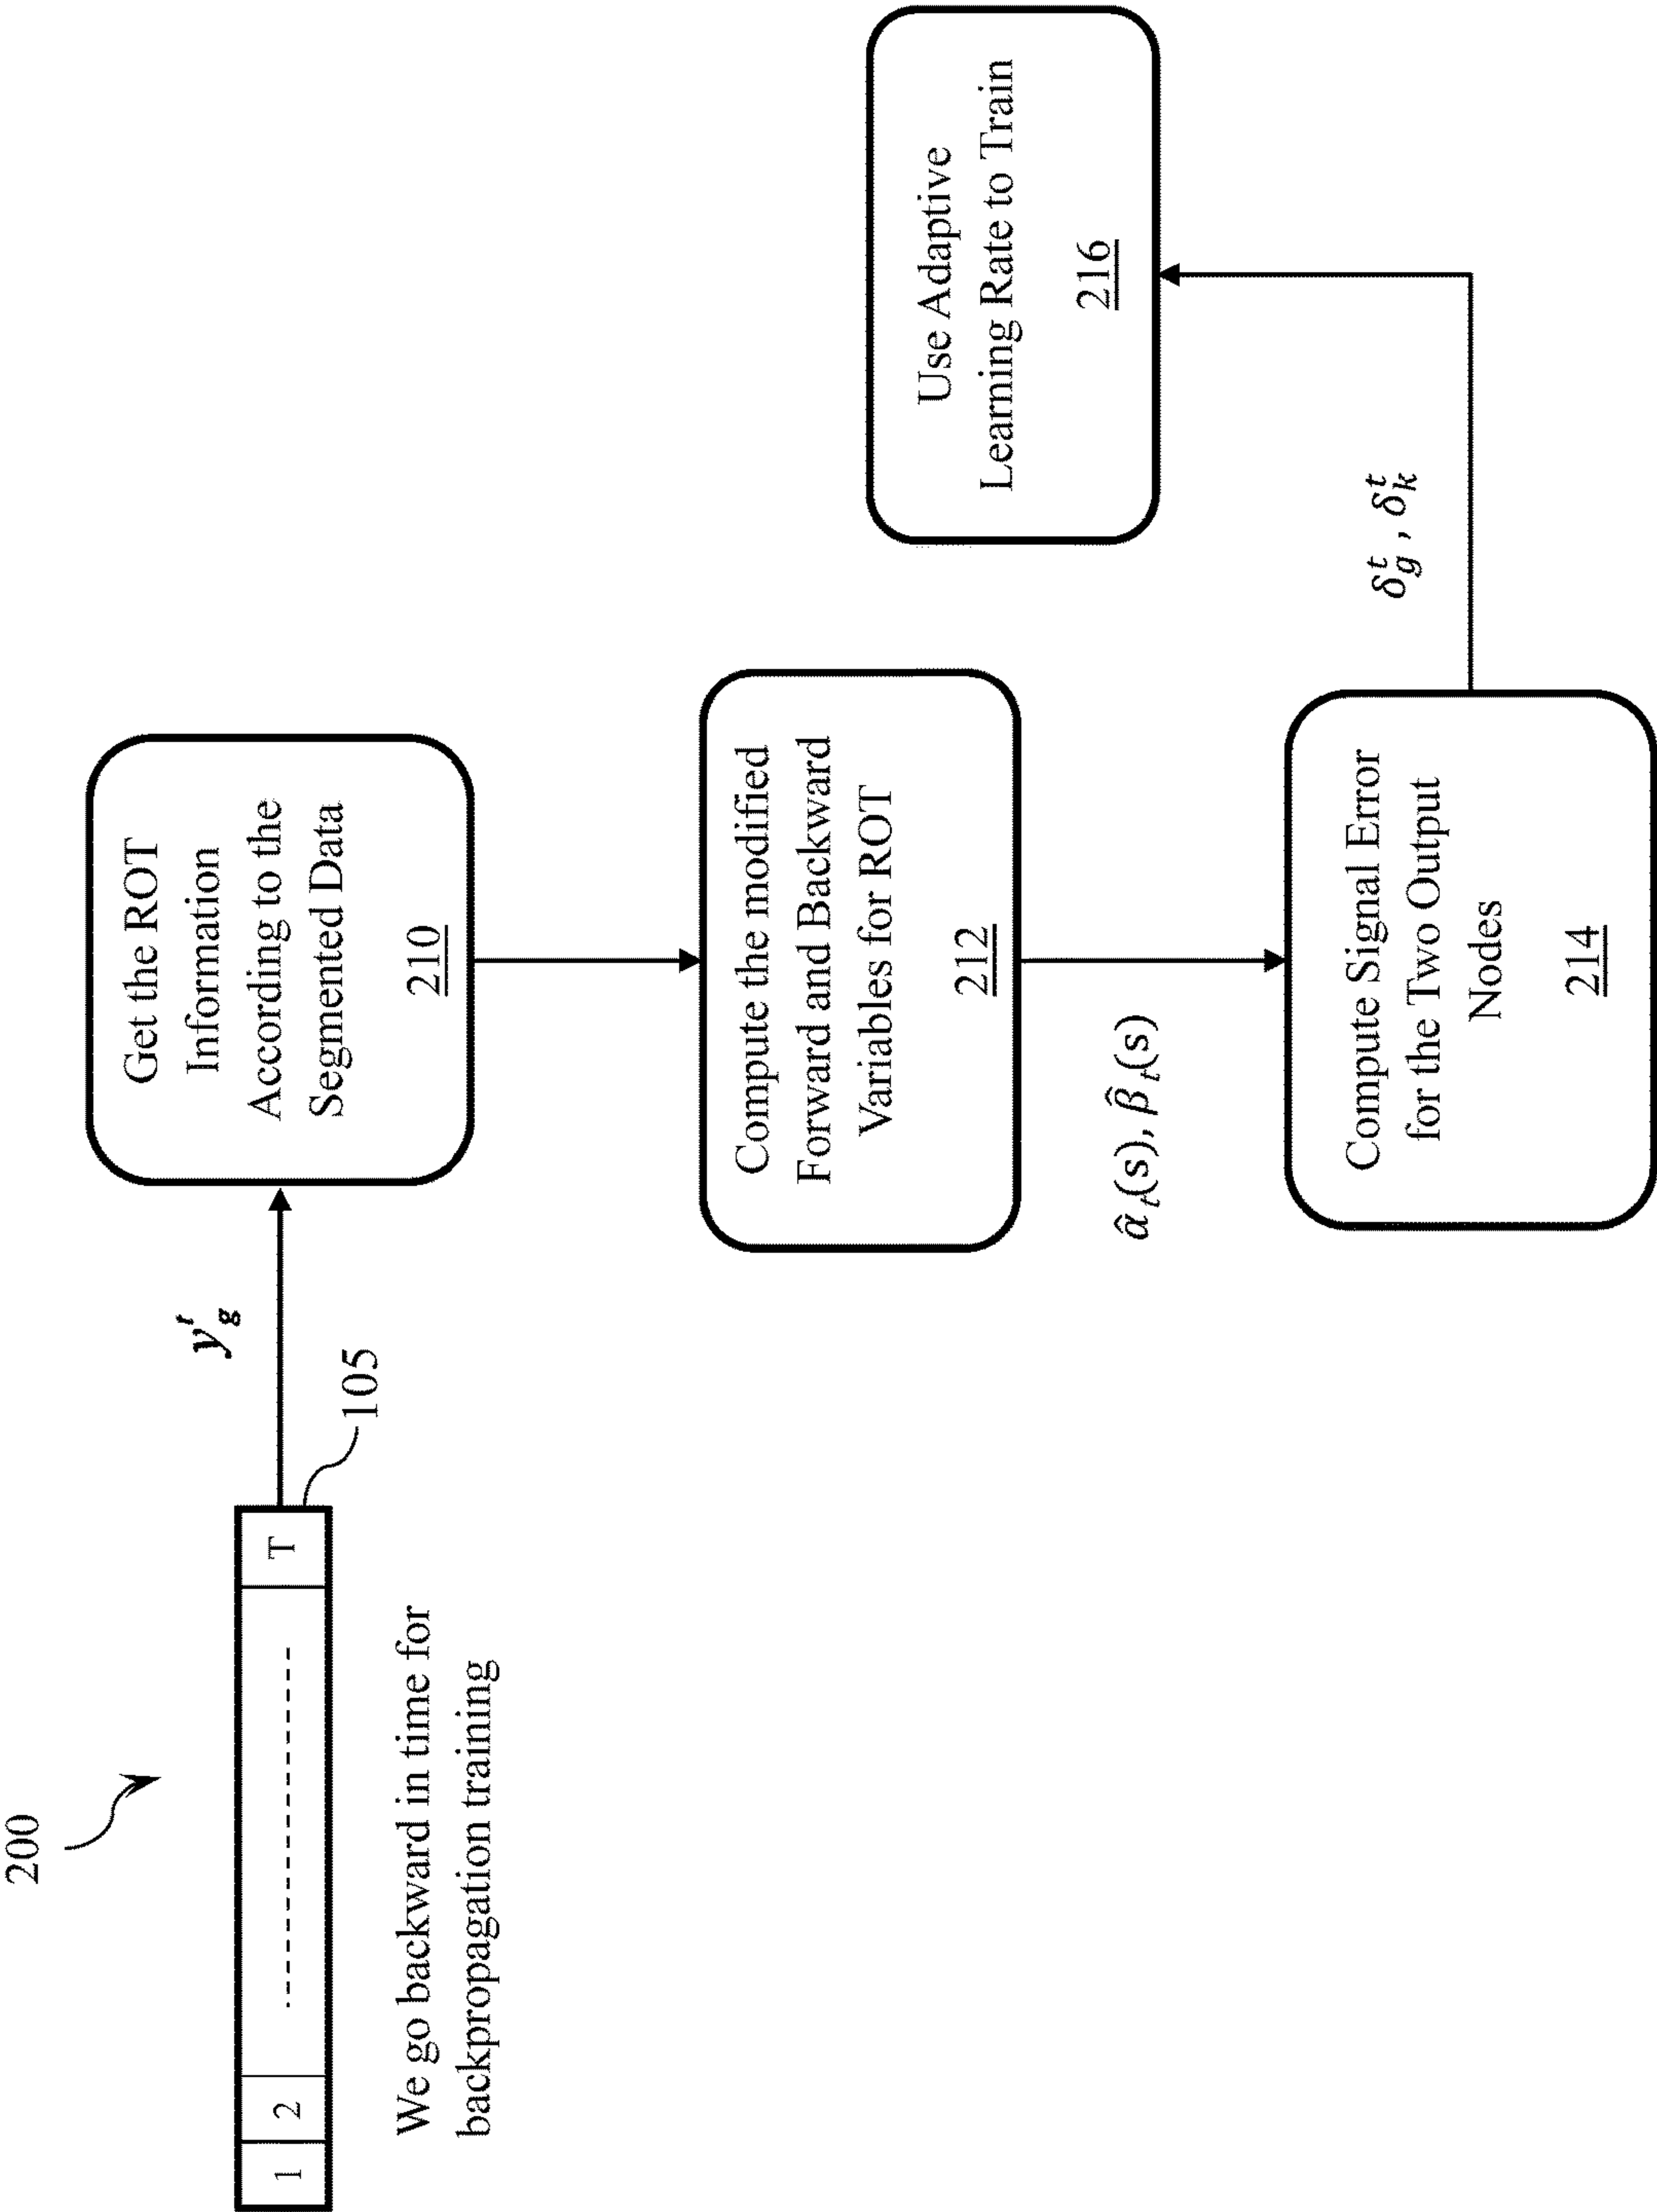 200
1 2 T
105
We go backward in time for
backpropagation training
y_g^t
Get the ROT
Information
According to the
Segmented Data
210
Compute the modified
Forward and Backward
Variables for ROT
212
α̂_t(s), β̂_t(s)
Compute Signal Error
for the Two Output
Nodes
214
δ_g^t, δ_k^t
Use Adaptive
Learning Rate to Train
216